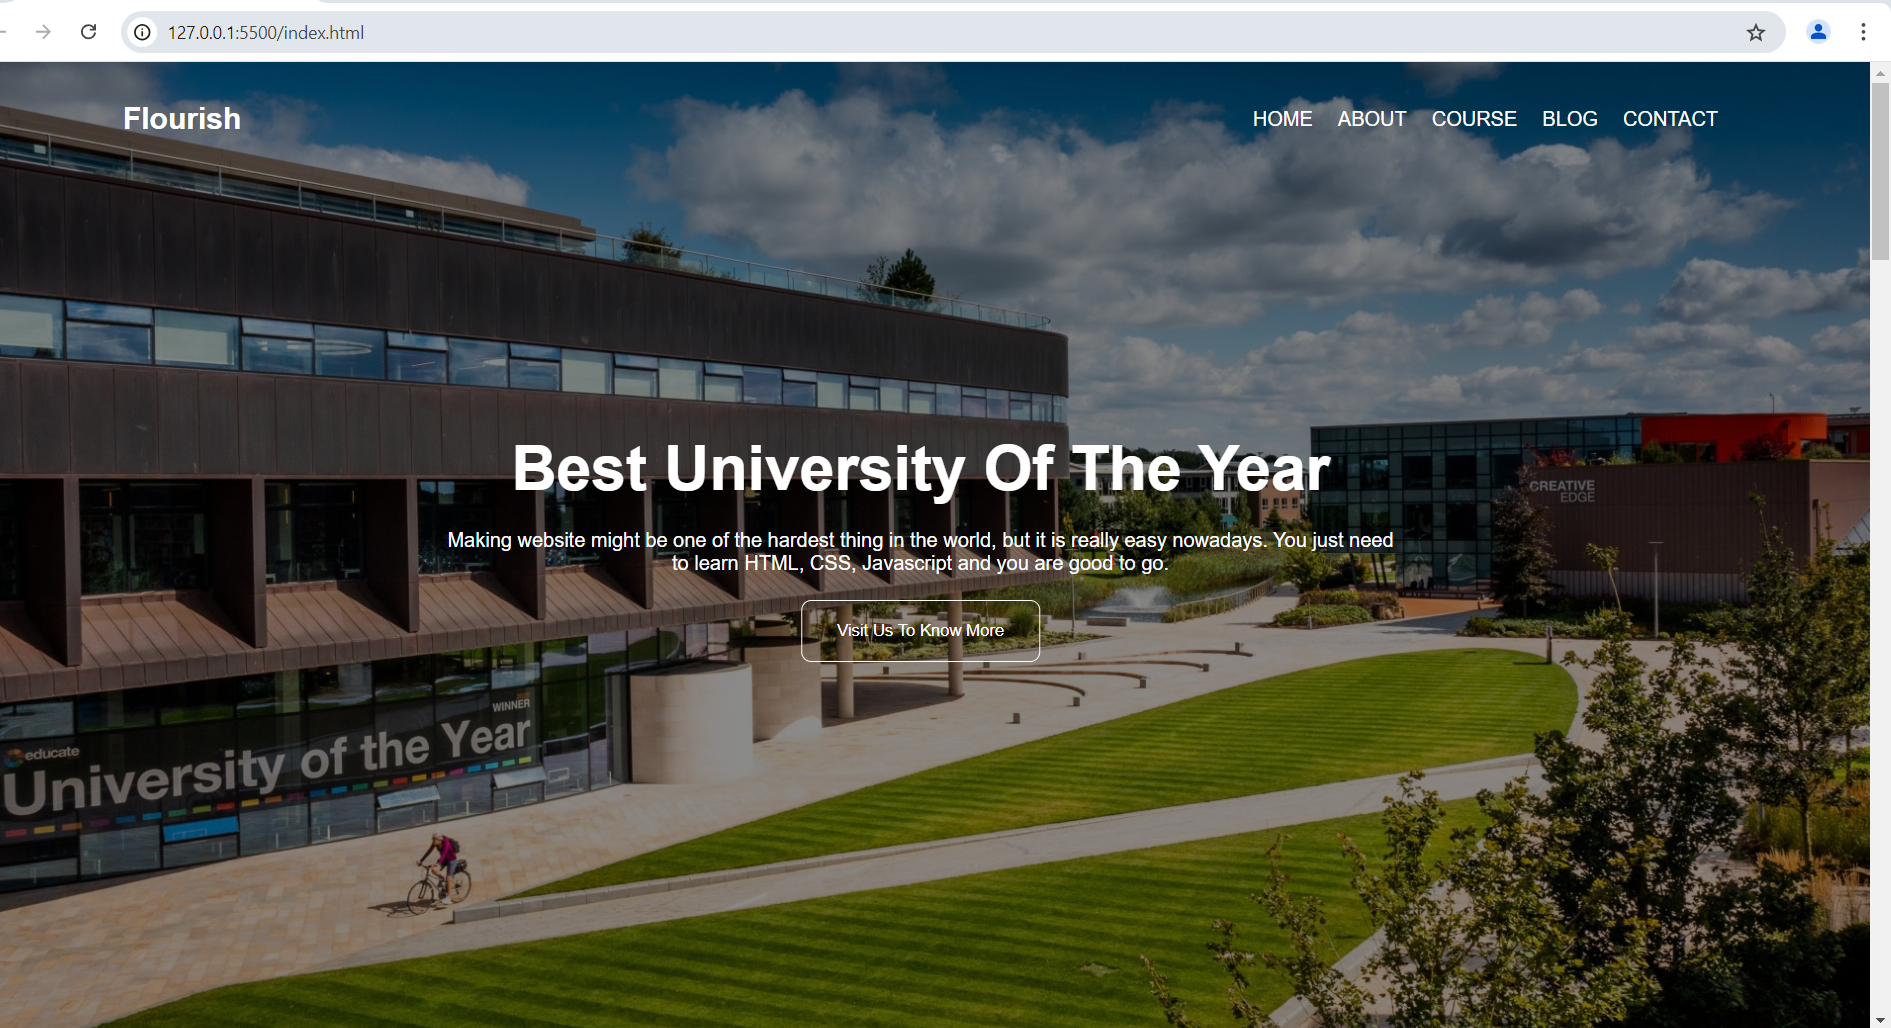 127.0.0.1:5500/index.html
Flourish
HOME ABOUT COURSE BLOG CONTACT
Best University Of The Year
CREATIVE
EDGE
Making website might be one of the hardest thing in the world, but it is really easy nowadays. You just need
to learn HTML, CSS, Javascript and you are good to go.
Visit Us To Know More
WINNER
educate
University of the Year